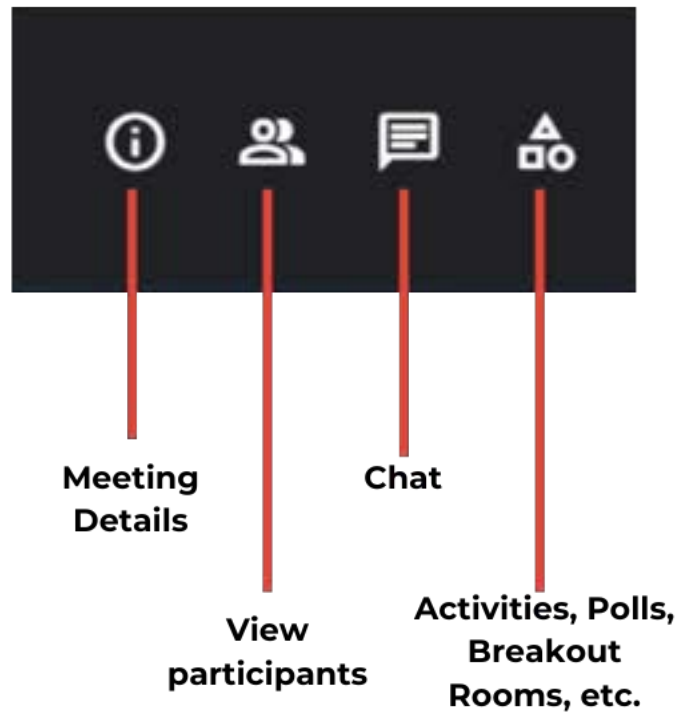 Meeting
Details
View
participants
Chat
Activities, Polls,
Breakout
Rooms, etc.